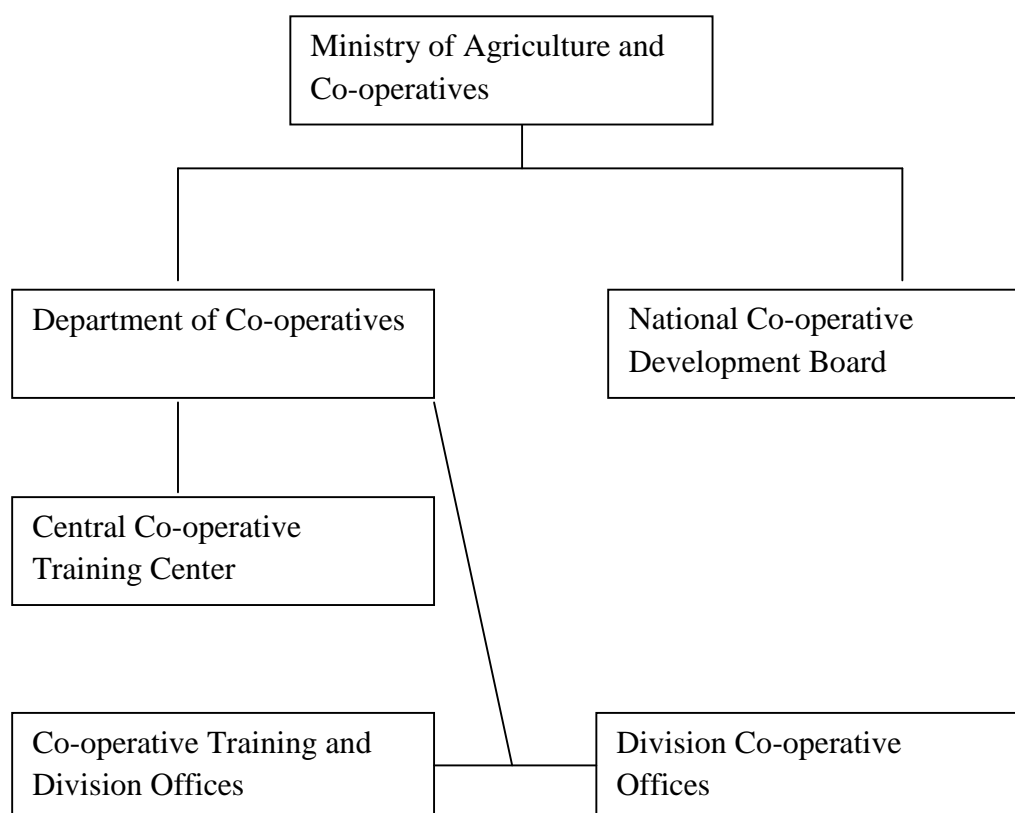 Ministry of Agriculture and
Co-operatives
Department of Co-operatives
National Co-operative
Development Board
Central Co-operative
Training Center
Co-operative Training and
Division Offices
Division Co-operative
Offices